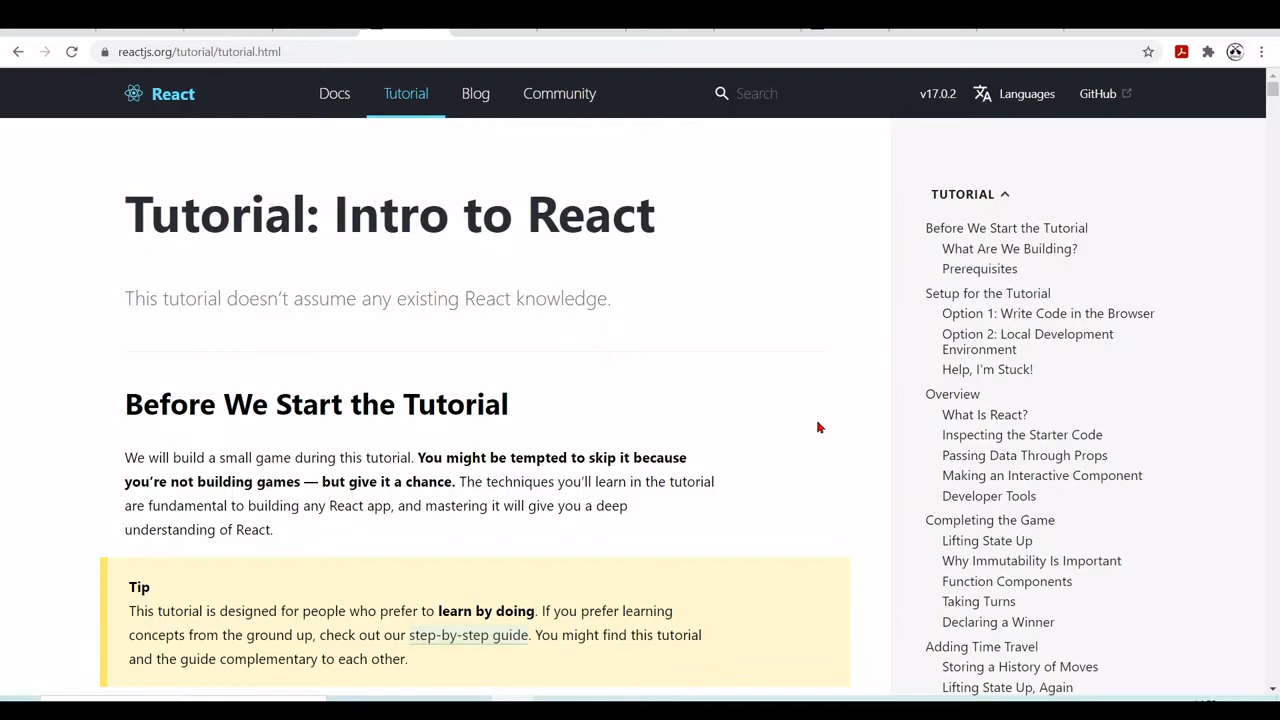 reactjs.org/tutorial/tutorial.html
React
Docs
Tutorial
Blog
Community
Search
v17.0.2
Languages
GitHub
Tutorial: Intro to React
This tutorial doesn't assume any existing React knowledge.
Before We Start the Tutorial
We will build a small game during this tutorial. You might be tempted to skip it because
you're not building games — but give it a chance. The techniques you'll learn in the tutorial
are fundamental to building any React app, and mastering it will give you a deep
understanding of React.
Tip
This tutorial is designed for people who prefer to learn by doing. If you prefer learning
concepts from the ground up, check out our step-by-step guide. You might find this tutorial
and the guide complementary to each other.
TUTORIAL
Before We Start the Tutorial
What Are We Building?
Prerequisites
Setup for the Tutorial
Option 1: Write Code in the Browser
Option 2: Local Development
Environment
Help, I'm Stuck!
Overview
What Is React?
Inspecting the Starter Code
Passing Data Through Props
Making an Interactive Component
Developer Tools
Completing the Game
Lifting State Up
Why Immutability Is Important
Function Components
Taking Turns
Declaring a Winner
Adding Time Travel
Storing a History of Moves
Lifting State Up, Again